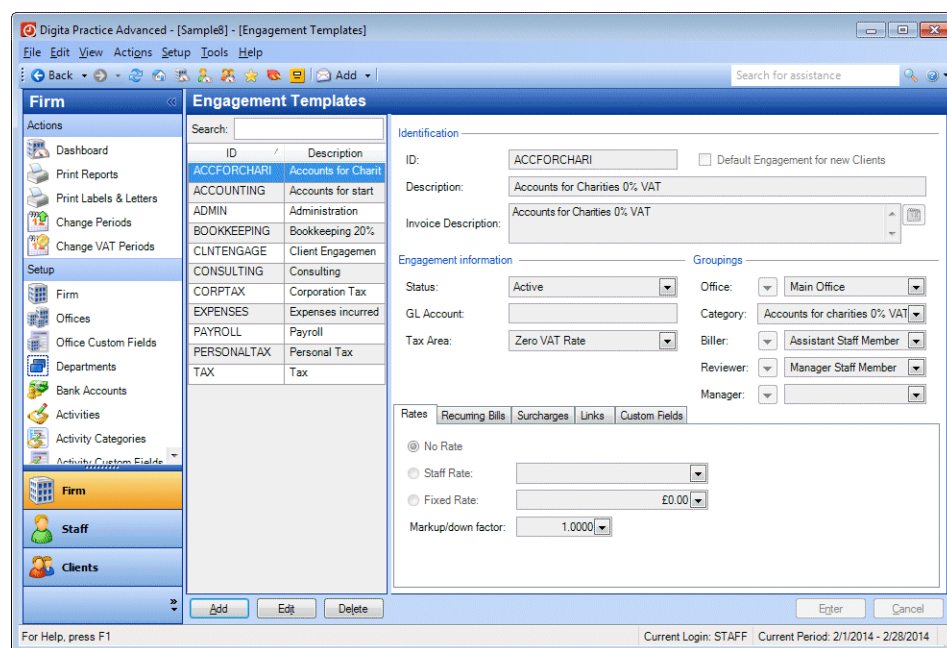 Digita Practice Advanced - [Sample8] - [Engagement Templates]
File Edit View Actions Setup Tools Help
Back Add Search for assistance
Firm
Engagement Templates
Actions
Dashboard
Print Reports
Print Labels & Letters
Change Periods
Change VAT Periods
Setup
Firm
Offices
Office Custom Fields
Departments
Bank Accounts
Activities
Activity Categories
Activity Custom Fields
Firm
Staff
Clients
Search:
ID Description
ACCFORCHARI Accounts for Charit
ACCOUNTING Accounts for start
ADMIN Administration
BOOKKEEPING Bookkeeping 20%
CLNTENGAGE Client Engagemen
CONSULTING Consulting
CORPTAX Corporation Tax
EXPENSES Expenses incurred
PAYROLL Payroll
PERSONALTAX Personal Tax
TAX Tax
Add Edit Delete
Identification
ID: ACCFORCHARI Default Engagement for new Clients
Description: Accounts for Charities 0% VAT
Invoice Description: Accounts for Charities 0% VAT
Engagement information
Status: Active
GL Account:
Tax Area: Zero VAT Rate
Groupings
Office: Main Office
Category: Accounts for charities 0% VAT
Biller: Assistant Staff Member
Reviewer: Manager Staff Member
Manager:
Rates Recurring Bills Surcharges Links Custom Fields
No Rate
Staff Rate:
Fixed Rate: £0.00
Markup/down factor: 1.0000
Enter Cancel
For Help, press F1
Current Login: STAFF Current Period: 2/1/2014 - 2/28/2014